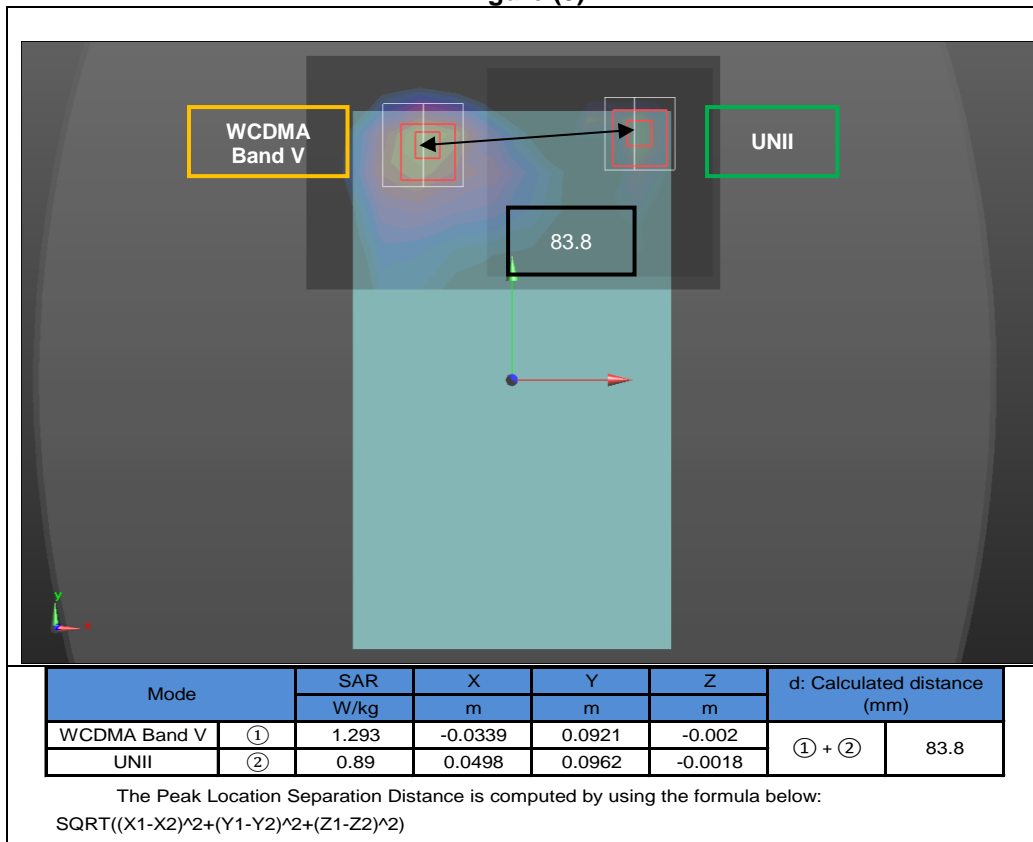 WCDMA
Band V
UNII
83.8
y
x
Mode SAR X Y Z d: Calculated distance
(mm)
W/kg m m m
WCDMA Band V ① 1.293 -0.0339 0.0921 -0.002 ① + ② 83.8
UNII ② 0.89 0.0498 0.0962 -0.0018
The Peak Location Separation Distance is computed by using the formula below:
SQRT((X1-X2)^2+(Y1-Y2)^2+(Z1-Z2)^2)